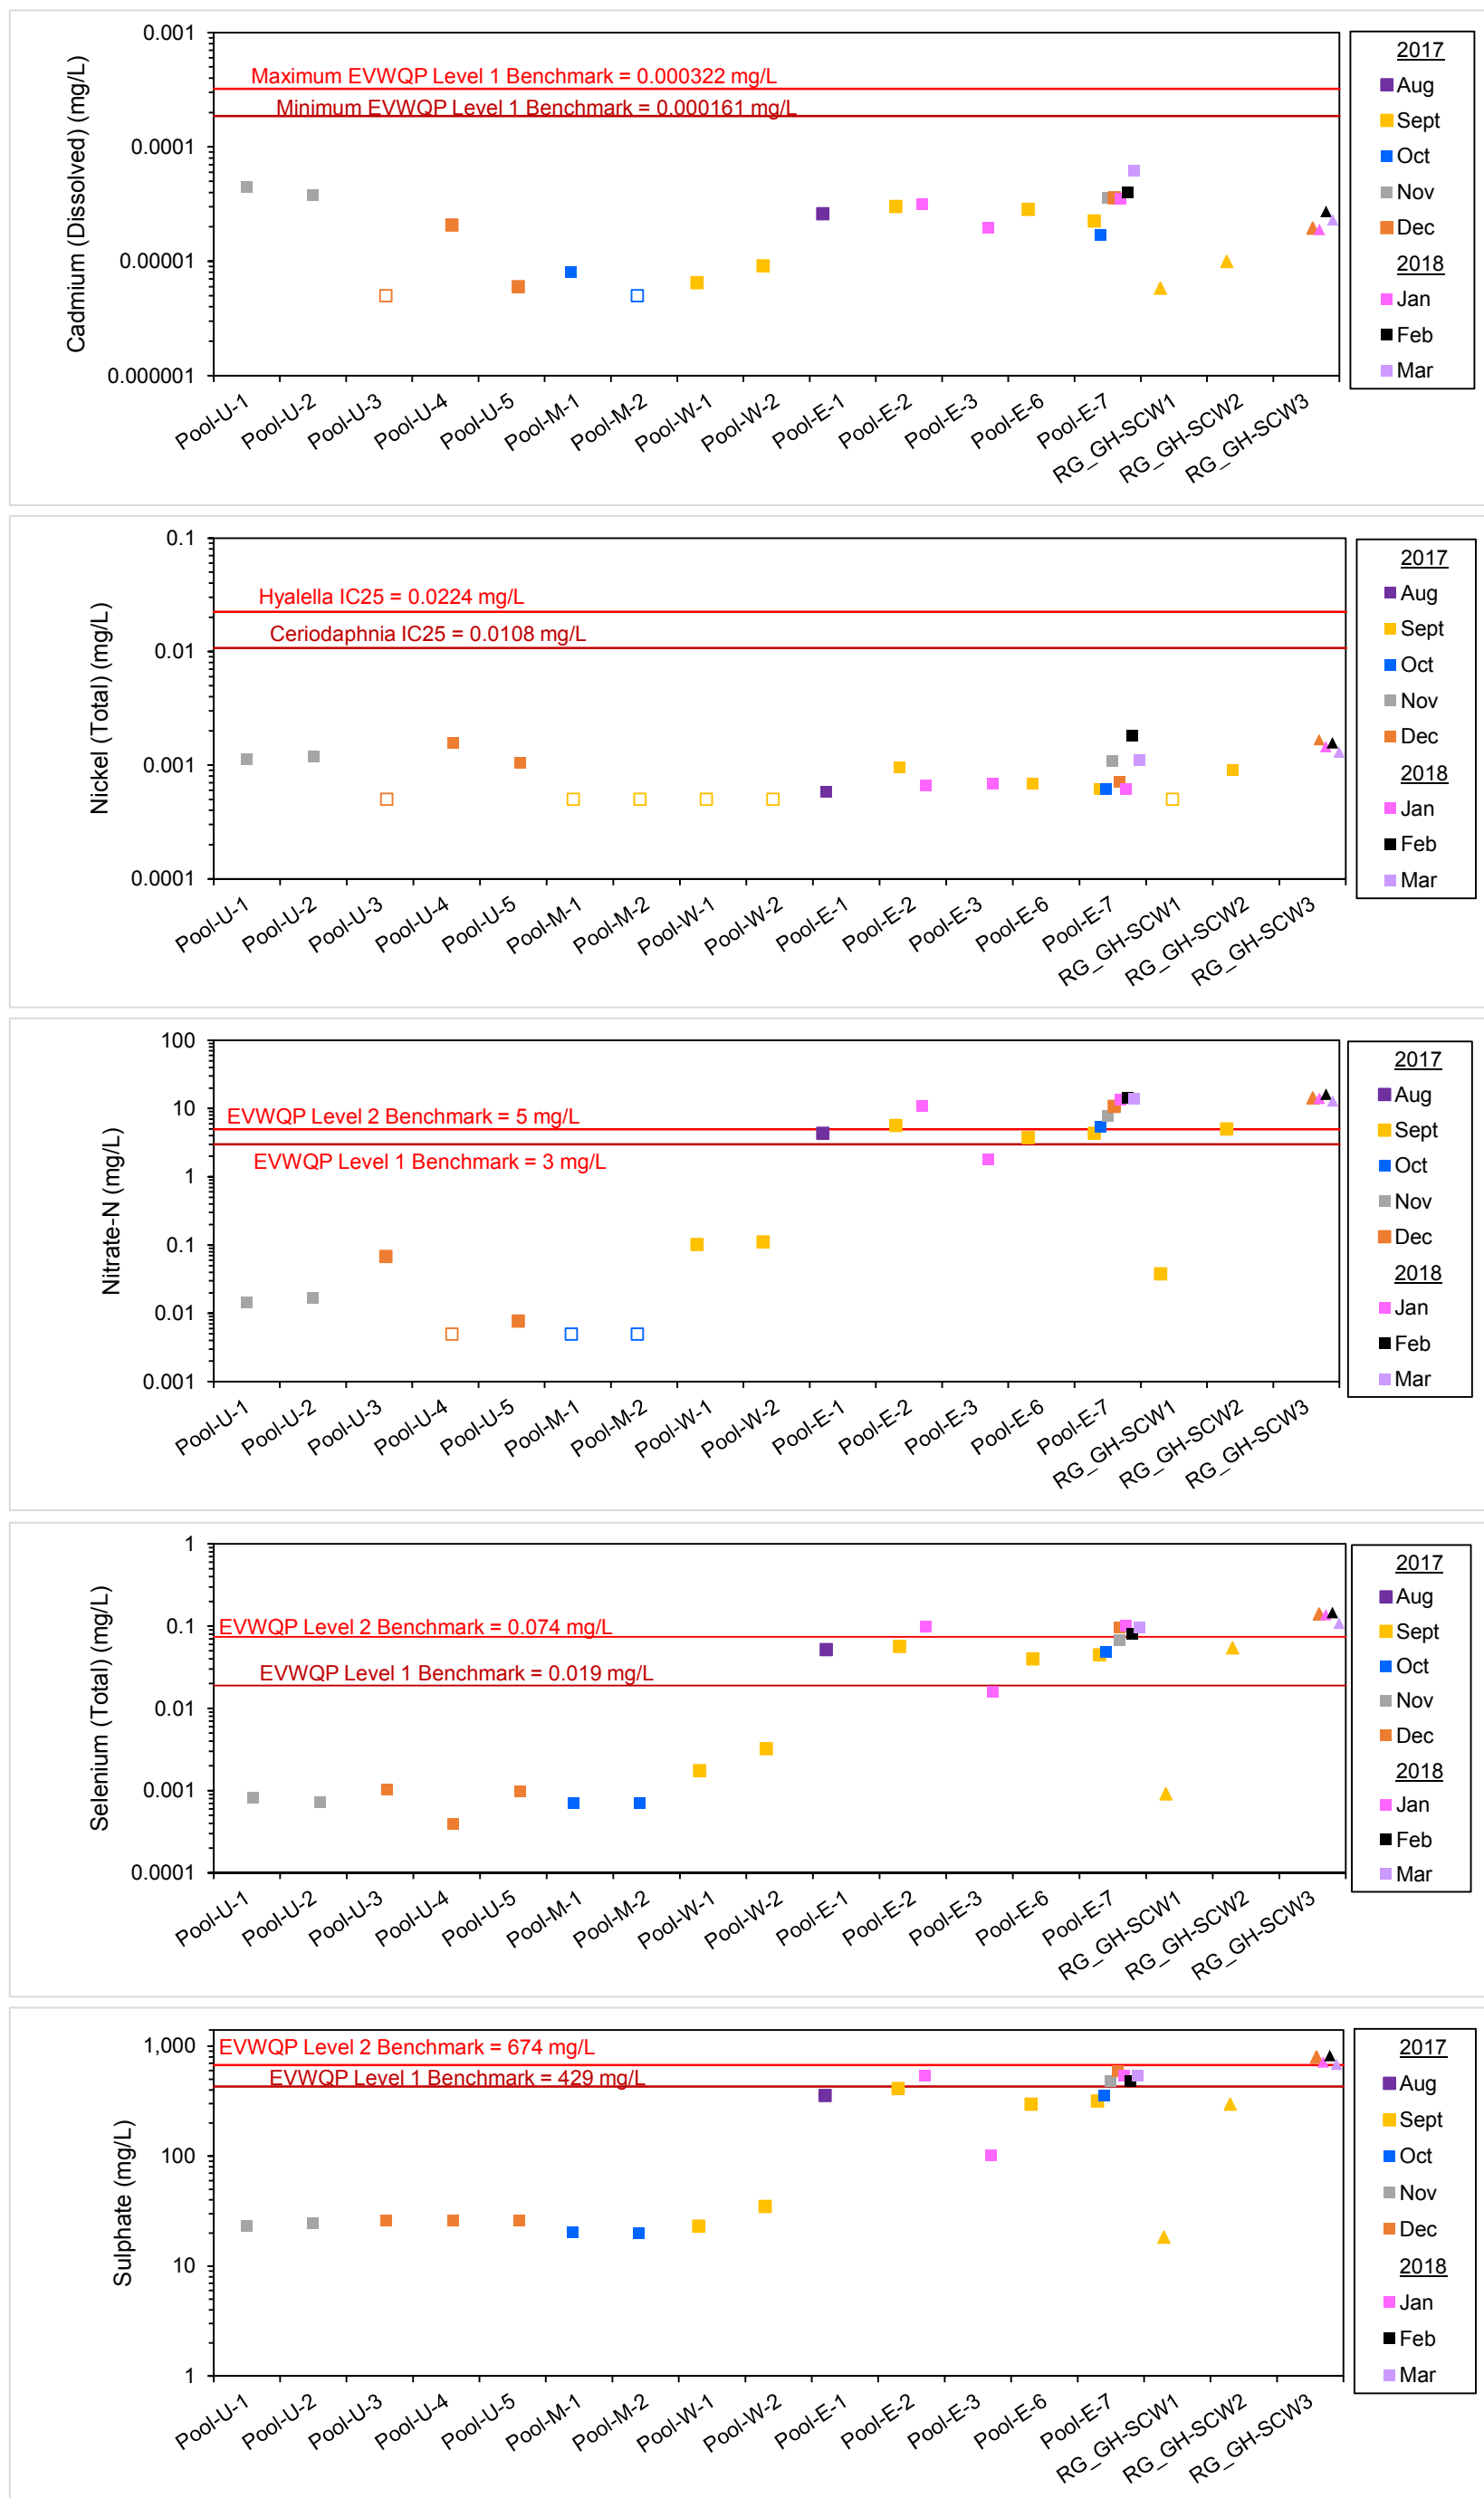 Cadmium (Dissolved) (mg/L)
0.001
0.0001
0.00001
0.000001
Maximum EVWQP Level 1 Benchmark = 0.000322 mg/L
Minimum EVWQP Level 1 Benchmark = 0.000161 mg/L
Pool-U-1
Pool-U-2
Pool-U-3
Pool-U-4
Pool-U-5
Pool-M-1
Pool-M-2
Pool-W-1
Pool-W-2
Pool-E-1
Pool-E-2
Pool-E-3
Pool-E-6
Pool-E-7
RG_GH-SCW1
RG_GH-SCW2
RG_GH-SCW3
2017
Aug
Sept
Oct
Nov
Dec
2018
Jan
Feb
Mar
Nickel (Total) (mg/L)
0.1
0.01
0.001
0.0001
Hyalella IC25 = 0.0224 mg/L
Ceriodaphnia IC25 = 0.0108 mg/L
Pool-U-1
Pool-U-2
Pool-U-3
Pool-U-4
Pool-U-5
Pool-M-1
Pool-M-2
Pool-W-1
Pool-W-2
Pool-E-1
Pool-E-2
Pool-E-3
Pool-E-6
Pool-E-7
RG_GH-SCW1
RG_GH-SCW2
RG_GH-SCW3
2017
Aug
Sept
Oct
Nov
Dec
2018
Jan
Feb
Mar
Nitrate-N (mg/L)
100
10
1
0.1
0.01
0.001
EVWQP Level 2 Benchmark = 5 mg/L
EVWQP Level 1 Benchmark = 3 mg/L
Pool-U-1
Pool-U-2
Pool-U-3
Pool-U-4
Pool-U-5
Pool-M-1
Pool-M-2
Pool-W-1
Pool-W-2
Pool-E-1
Pool-E-2
Pool-E-3
Pool-E-6
Pool-E-7
RG_GH-SCW1
RG_GH-SCW2
RG_GH-SCW3
2017
Aug
Sept
Oct
Nov
Dec
2018
Jan
Feb
Mar
Selenium (Total) (mg/L)
1
0.1
0.01
0.001
0.0001
EVWQP Level 2 Benchmark = 0.074 mg/L
EVWQP Level 1 Benchmark = 0.019 mg/L
Pool-U-1
Pool-U-2
Pool-U-3
Pool-U-4
Pool-U-5
Pool-M-1
Pool-M-2
Pool-W-1
Pool-W-2
Pool-E-1
Pool-E-2
Pool-E-3
Pool-E-6
Pool-E-7
RG_GH-SCW1
RG_GH-SCW2
RG_GH-SCW3
2017
Aug
Sept
Oct
Nov
Dec
2018
Jan
Feb
Mar
Sulphate (mg/L)
1,000
100
10
1
EVWQP Level 2 Benchmark = 674 mg/L
EVWQP Level 1 Benchmark = 429 mg/L
Pool-U-1
Pool-U-2
Pool-U-3
Pool-U-4
Pool-U-5
Pool-M-1
Pool-M-2
Pool-W-1
Pool-W-2
Pool-E-1
Pool-E-2
Pool-E-3
Pool-E-6
Pool-E-7
RG_GH-SCW1
RG_GH-SCW2
RG_GH-SCW3
2017
Aug
Sept
Oct
Nov
Dec
2018
Jan
Feb
Mar